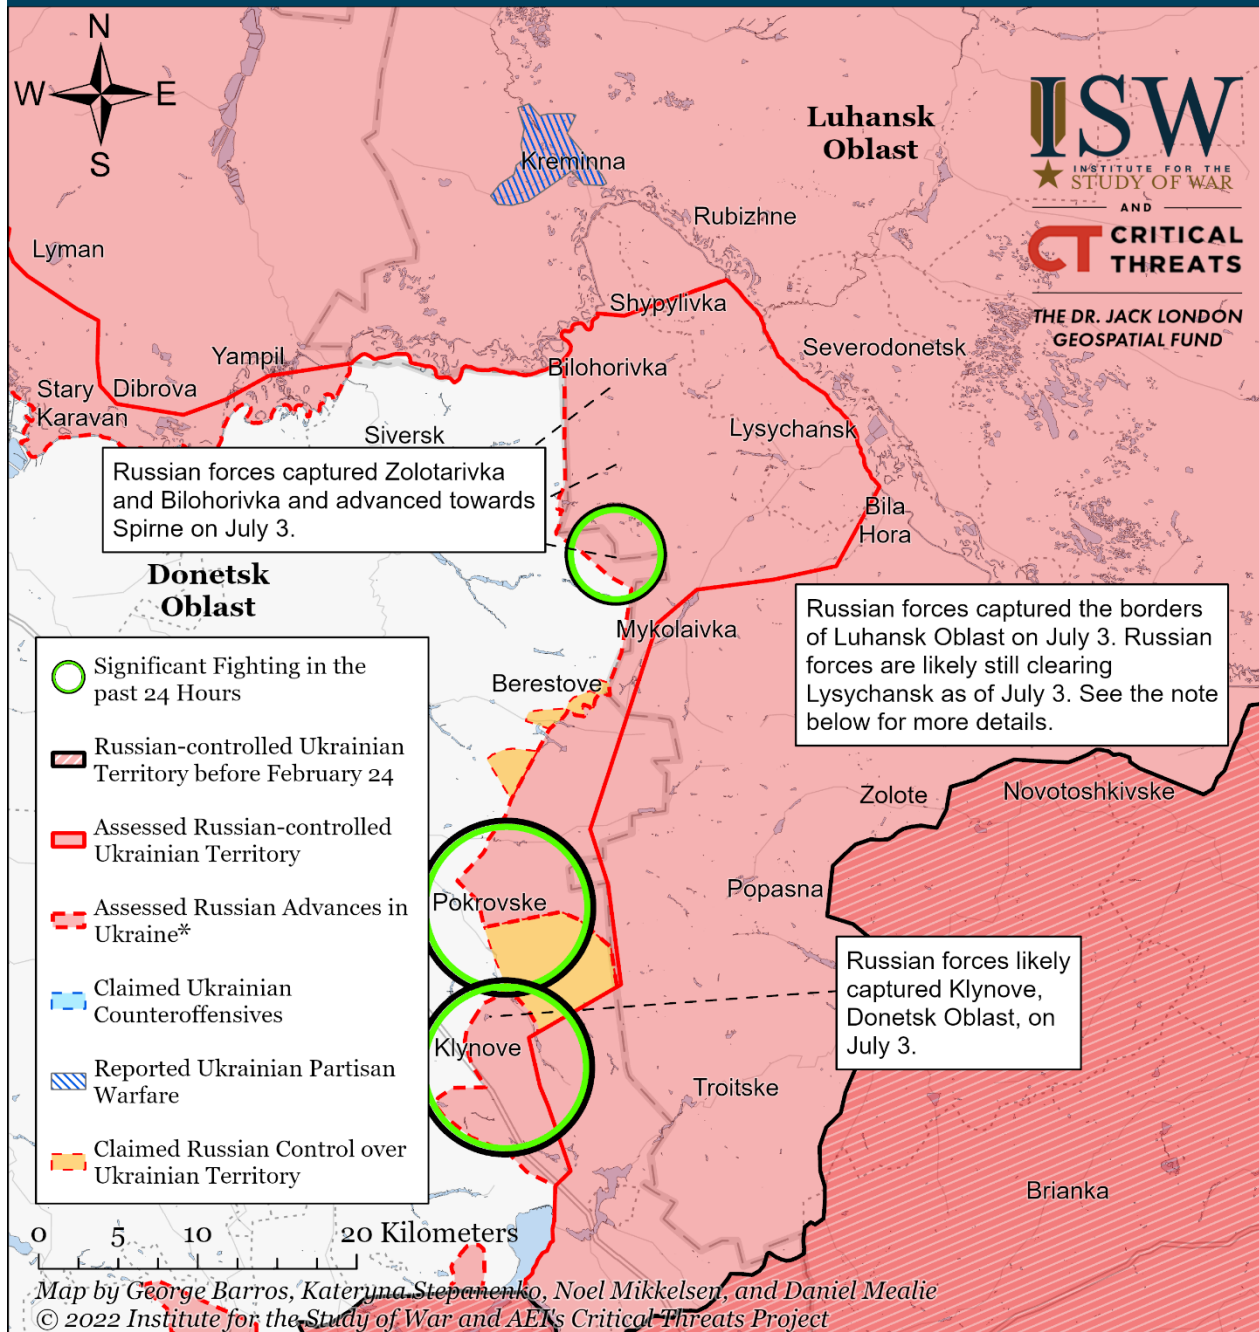 N
W
E
S
Luhansk
Oblast
ISW
INSTITUTE FOR THE
STUDY OF WAR
AND
CT CRITICAL
THREATS
THE DR. JACK LONDON
GEOSPATIAL FUND
Kreminna
Rubizhne
Lyman
Shypylivka
Severodonetsk
Yampil
Bilohorivka
Stary
Karavan
Dibrova
Siversk
Lysychansk
Russian forces captured Zolotarivka
and Bilohorivka and advanced towards
Spirne on July 3.
Bila
Hora
Donetsk
Oblast
Russian forces captured the borders
of Luhansk Oblast on July 3. Russian
forces are likely still clearing
Lysychansk as of July 3. See the note
below for more details.
Mykolaivka
Berestove
Significant Fighting in the
past 24 Hours
Russian-controlled Ukrainian
Territory before February 24
Assessed Russian-controlled
Ukrainian Territory
Assessed Russian Advances in
Ukraine*
Claimed Ukrainian
Counteroffensives
Reported Ukrainian Partisan
Warfare
Claimed Russian Control over
Ukrainian Territory
Zolote
Novotoshkivske
Popasna
Pokrovske
Russian forces likely
captured Klynove,
Donetsk Oblast, on
July 3.
Klynove
Troitske
Brianka
0 5 10 20 Kilometers
Map by George Barros, Kateryna Stepanenko, Noel Mikkelsen, and Daniel Mealie
© 2022 Institute for the Study of War and AEI's Critical Threats Project